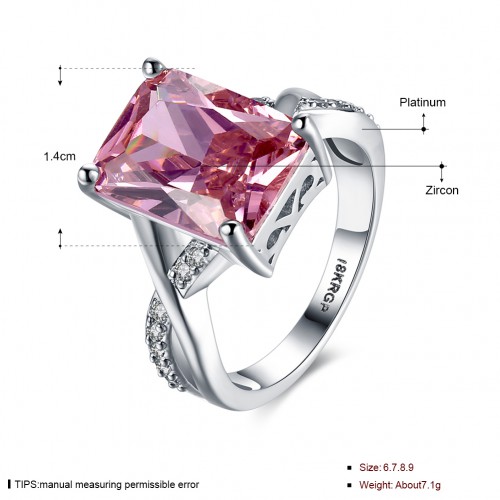 Platinum
1.4cm
Zircon
18KRGP
Size: 6.7.8.9
TIPS:manual measuring permissible error
Weight: About7.1g